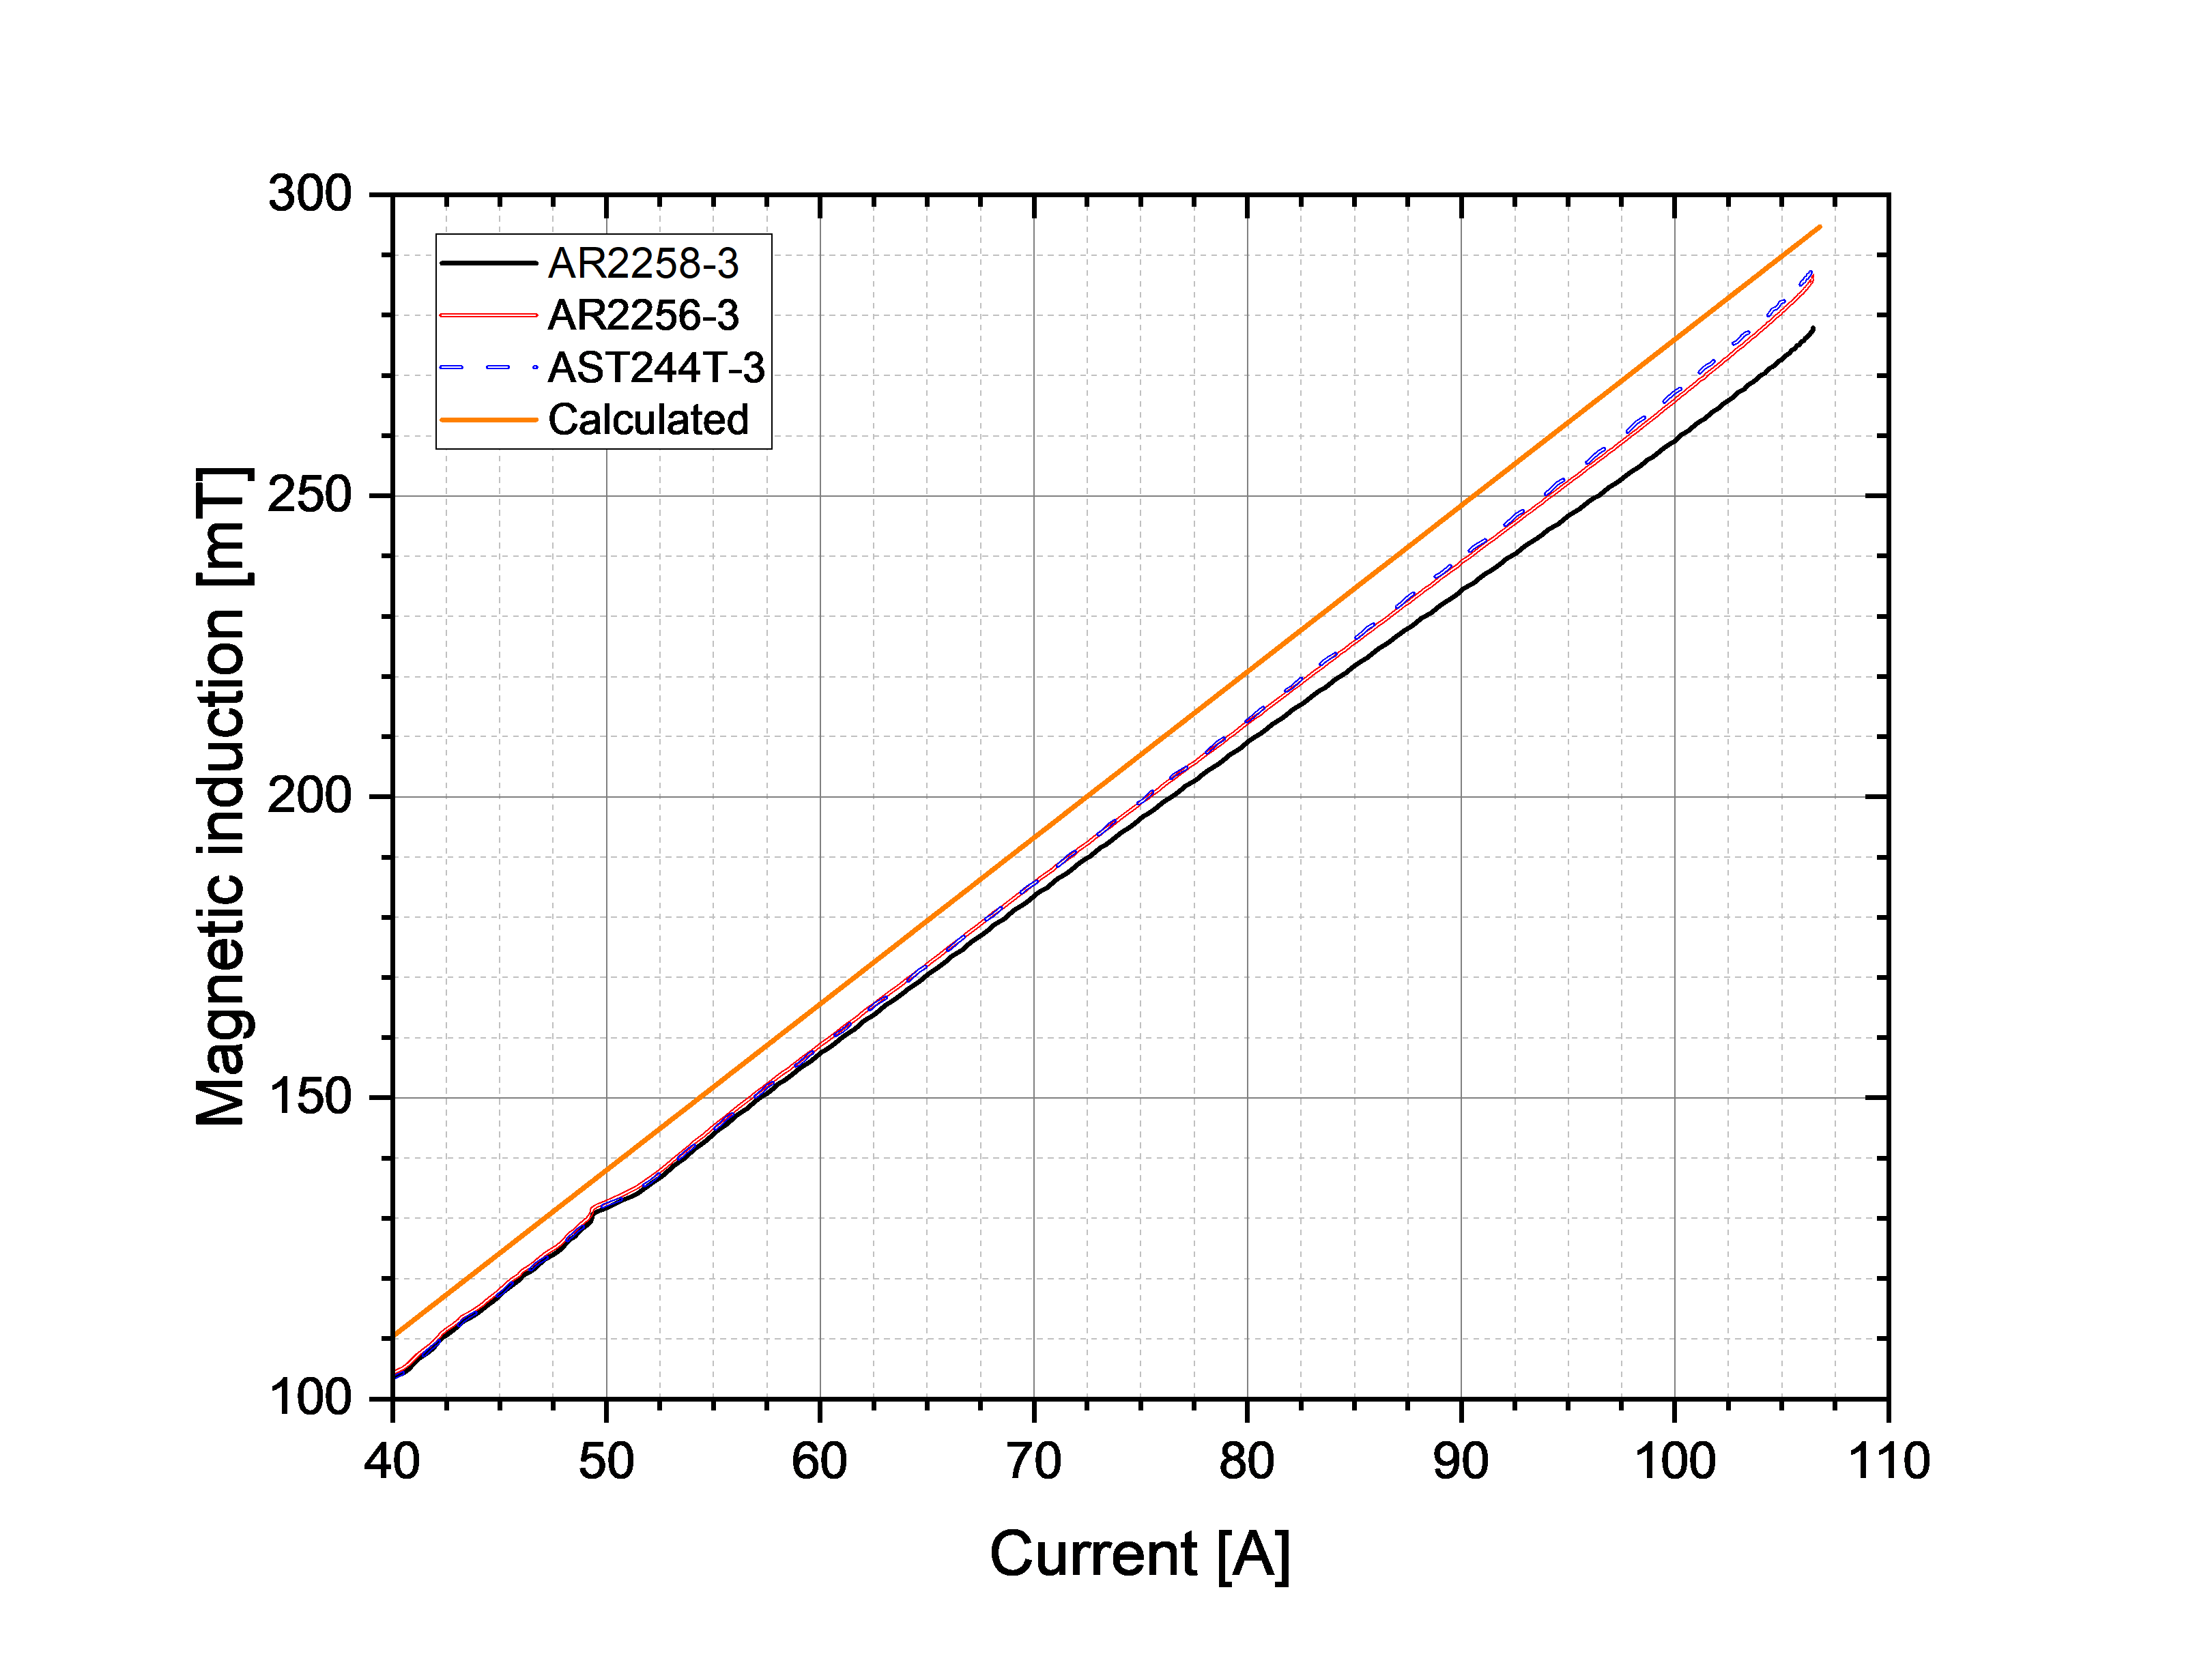 300
250
200
150
100
Magnetic induction [mT]
AR2258-3
AR2256-3
AST244T-3
Calculated
40 50 60 70 80 90 100 110
Current [A]